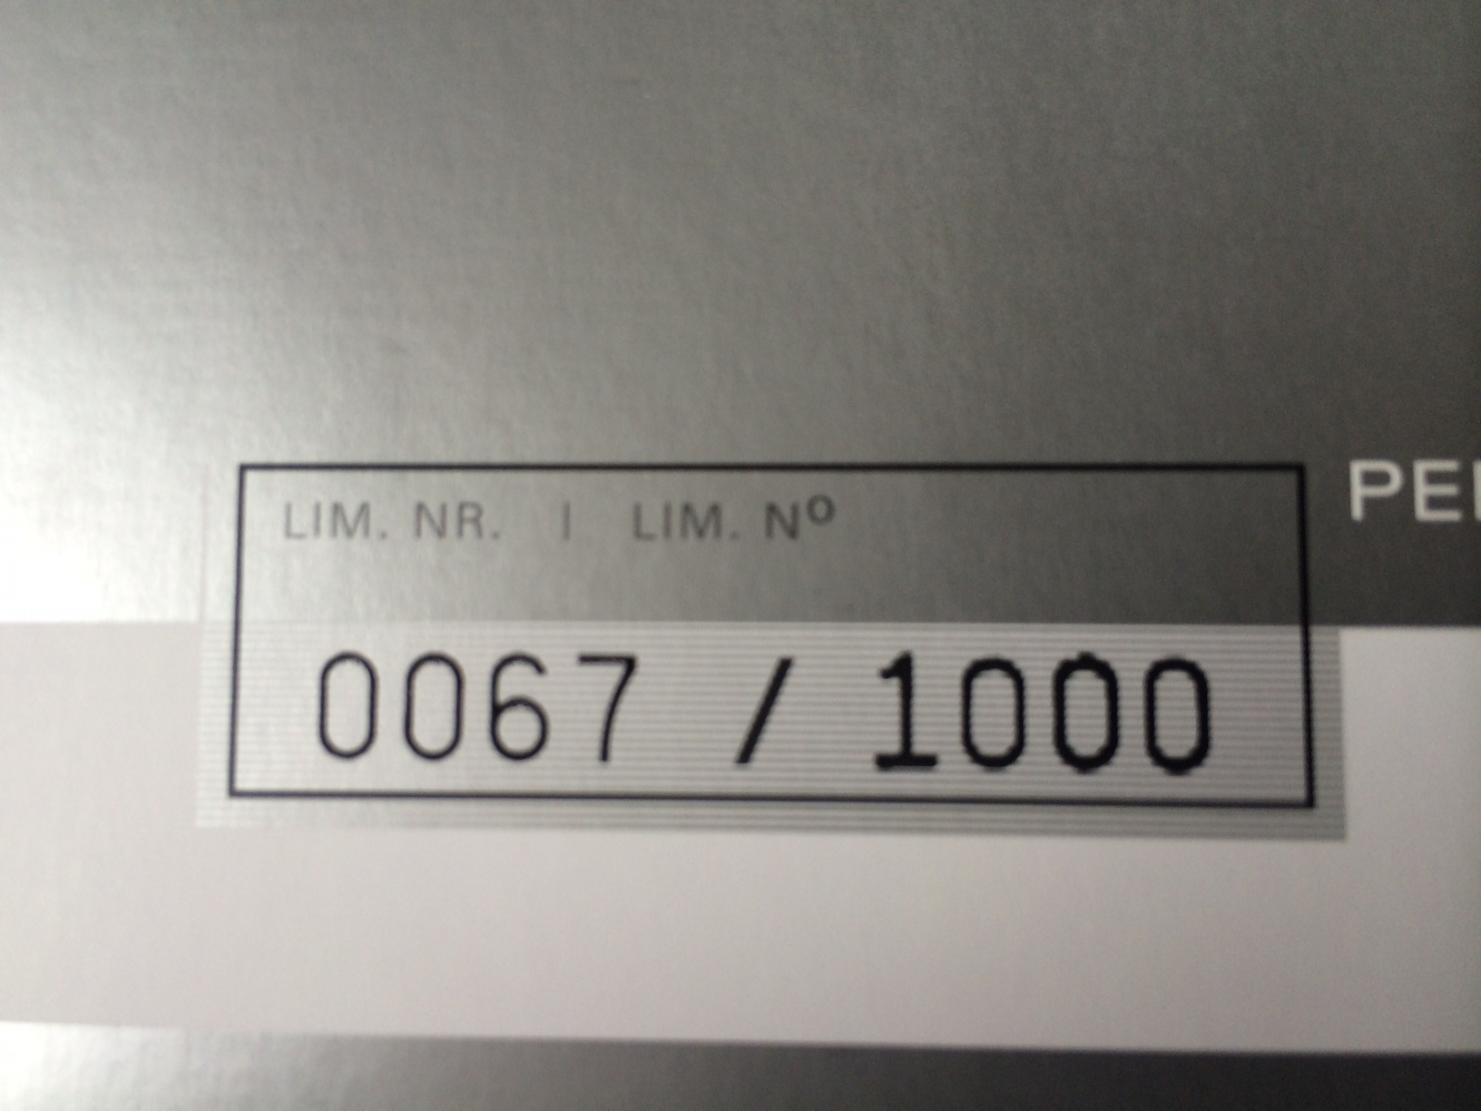 LIM. NR. | LIM. Nº
0067 / 1000